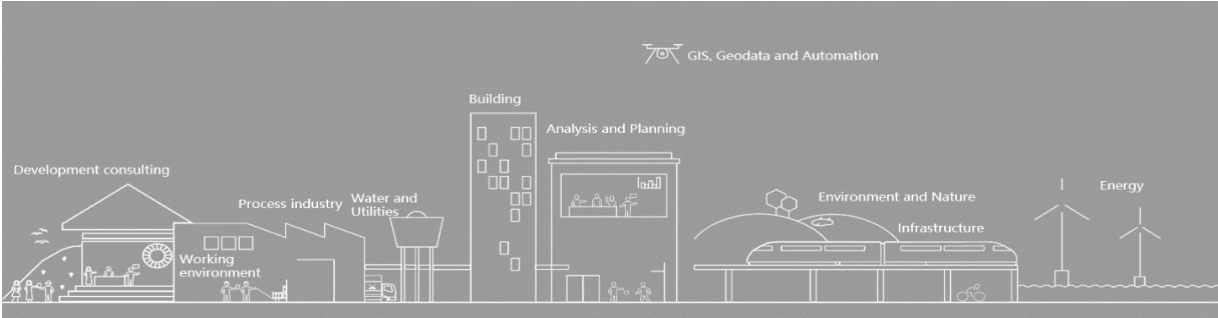 GIS, Geodata and Automation
Building
Analysis and Planning
Development consulting
Process industry
Water and
Utilities
Environment and Nature
Energy
Infrastructure
Working
environment